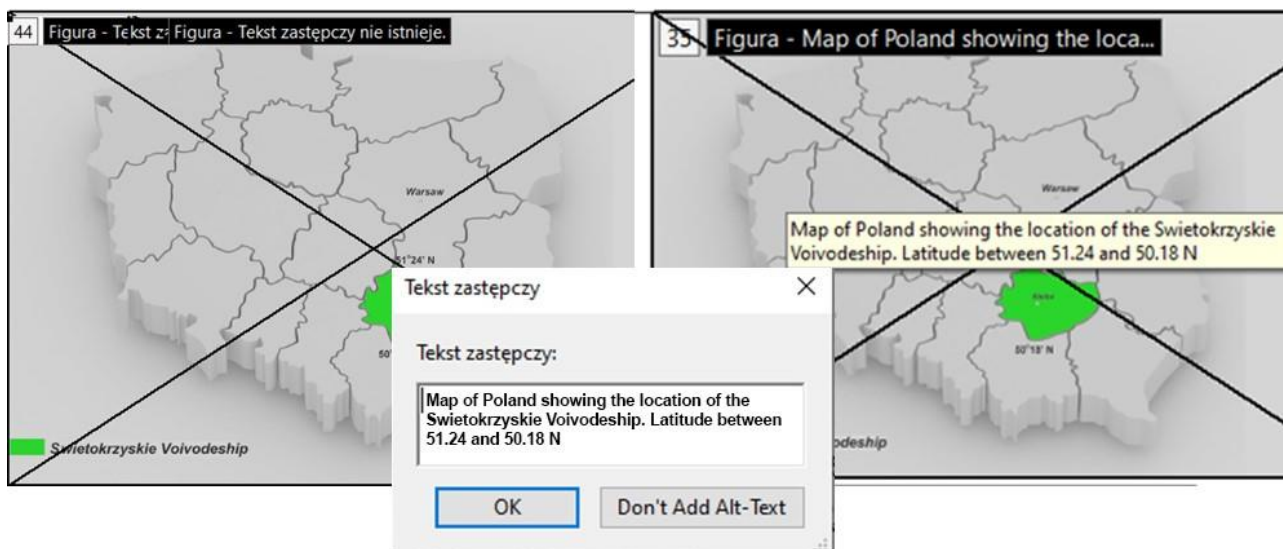 44 Figura - Tekst za Figura - Tekst zastępczy nie istnieje.
Warsaw
51°24' N
50
Swietokrzyskie Voivodeship
35 Figura - Map of Poland showing the loca...
Warsaw
Map of Poland showing the location of the Swietokrzyskie
Voivodeship. Latitude between 51.24 and 50.18 N
Kielce
50°18' N
odeship
Tekst zastępczy
Tekst zastępczy:
Map of Poland showing the location of the
Swietokrzyskie Voivodeship. Latitude between
51.24 and 50.18 N
OK
Don't Add Alt-Text